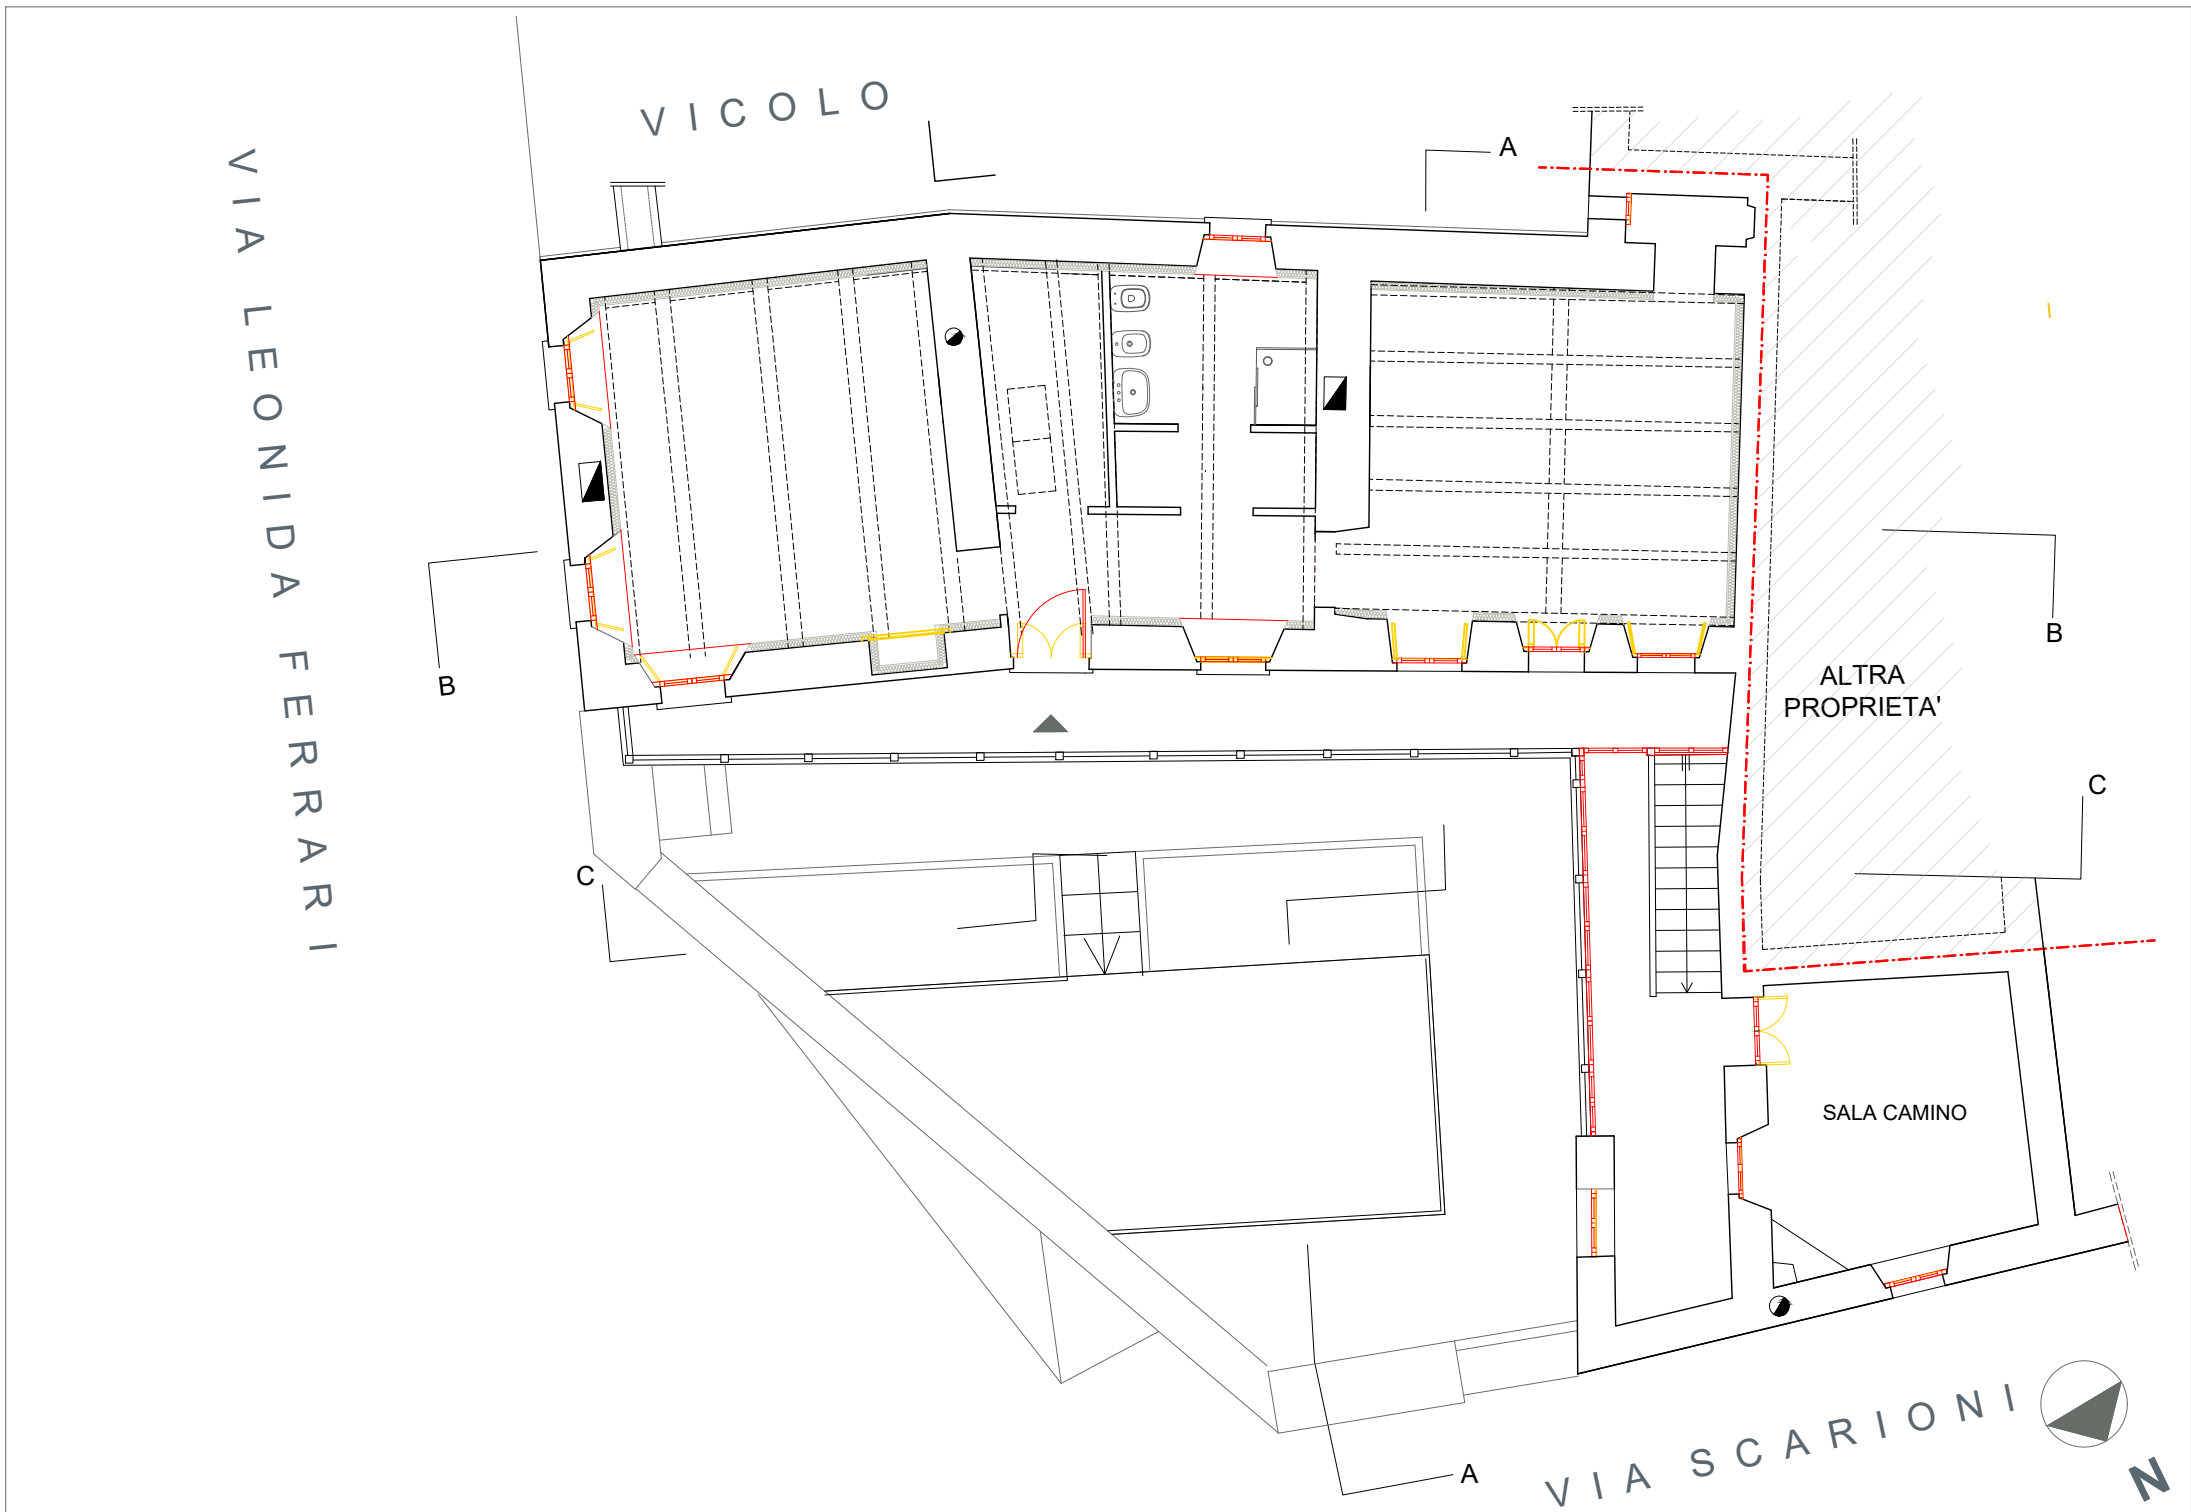 VICOLO
VIA LEONIDA FERRARI
A
D
B
B
ALTRA
PROPRIETA'
C
C
SALA CAMINO
A
VIA SCARIONI
N